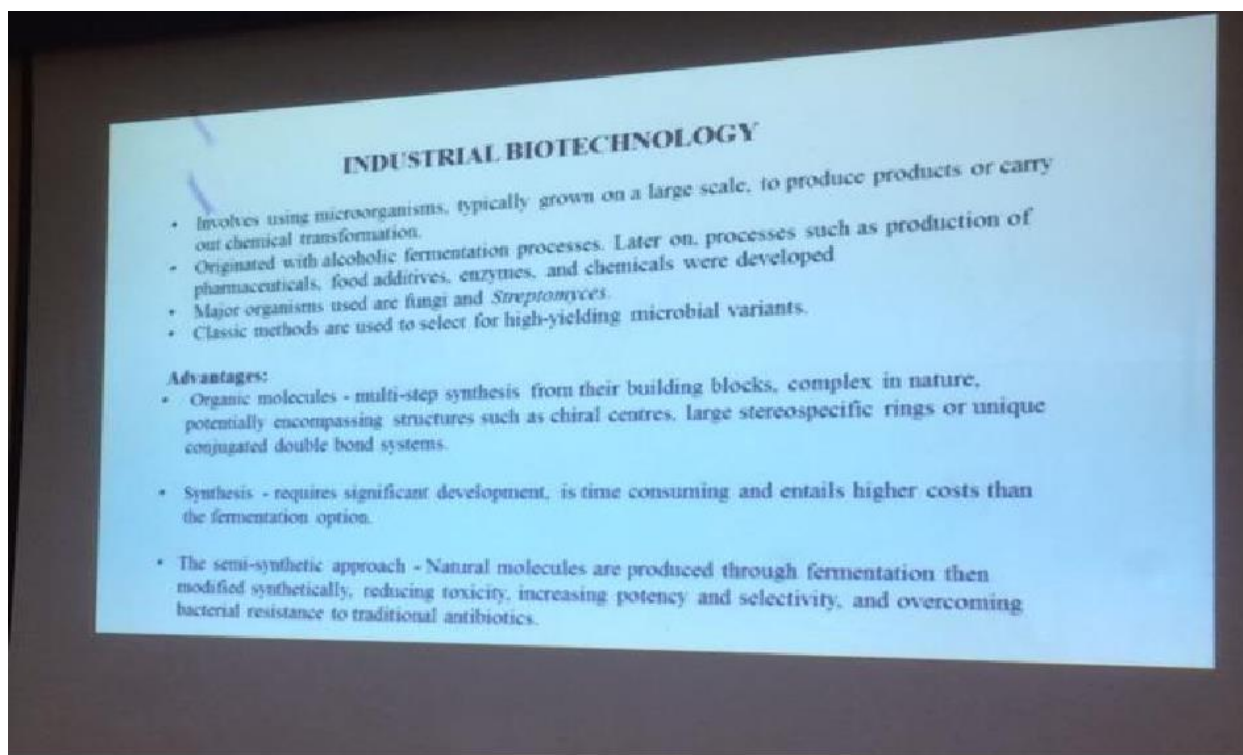 INDUSTRIAL BIOTECHNOLOGY
• Involves using microorganisms, typically grown on a large scale, to produce products or carry
out chemical transformation.
• Originated with alcoholic fermentation processes. Later on, processes such as production of
pharmaceuticals, food additives, enzymes, and chemicals were developed
• Major organisms used are fungi and Streptomyces.
• Classic methods are used to select for high-yielding microbial variants.
Advantages:
• Organic molecules - multi-step synthesis from their building blocks, complex in nature,
potentially encompassing structures such as chiral centres, large stereospecific rings or unique
conjugated double bond systems.
• Synthesis - requires significant development, is time consuming and entails higher costs than
the fermentation option.
• The semi-synthetic approach - Natural molecules are produced through fermentation then
modified synthetically, reducing toxicity, increasing potency and selectivity, and overcoming
bacterial resistance to traditional antibiotics.